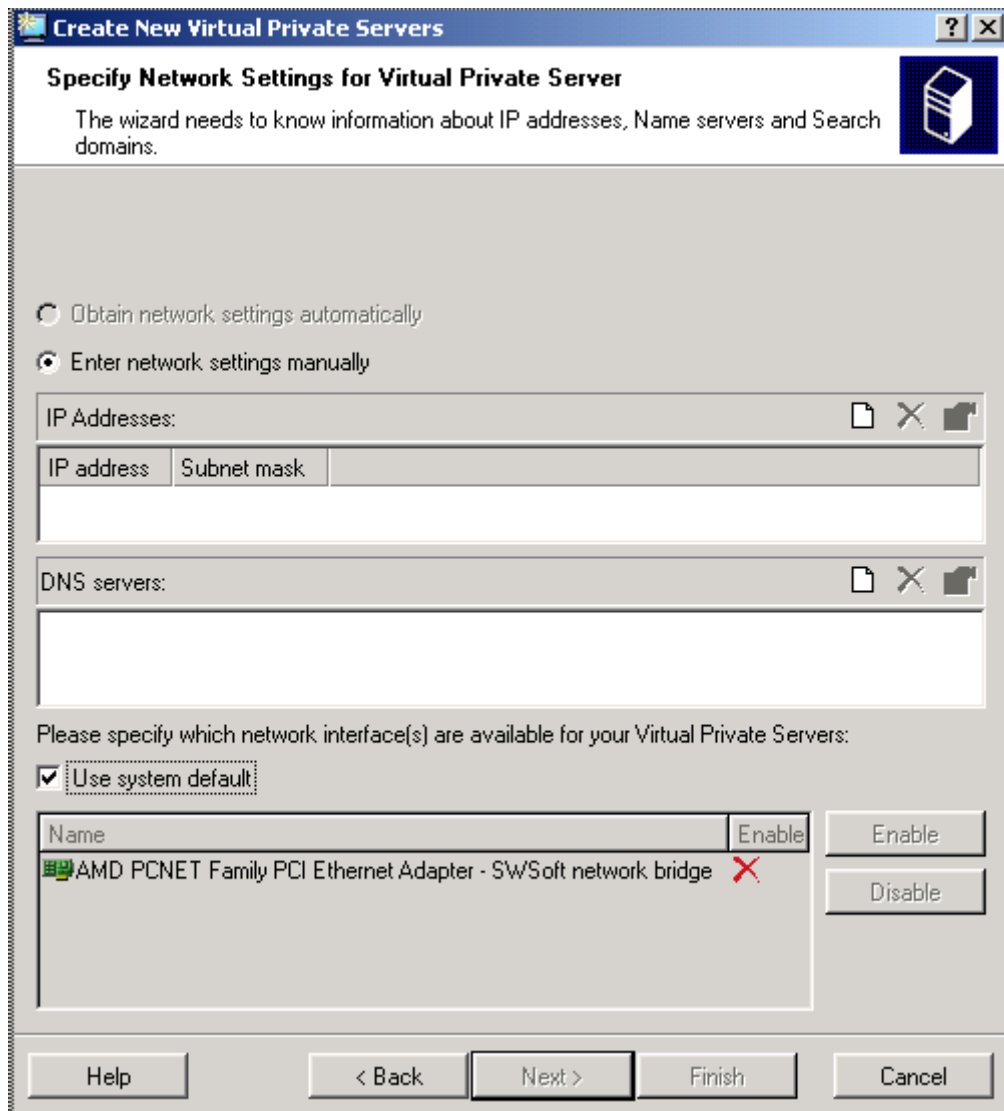 Create New Virtual Private Servers
Specify Network Settings for Virtual Private Server
The wizard needs to know information about IP addresses, Name servers and Search
domains.
Obtain network settings automatically
Enter network settings manually
IP Addresses:
IP address Subnet mask
DNS servers:
Please specify which network interface(s) are available for your Virtual Private Servers:
Use system default
Name Enable
Enable
AMD PCNET Family PCI Ethernet Adapter - SWSoft network bridge
Disable
Help < Back Next > Finish Cancel